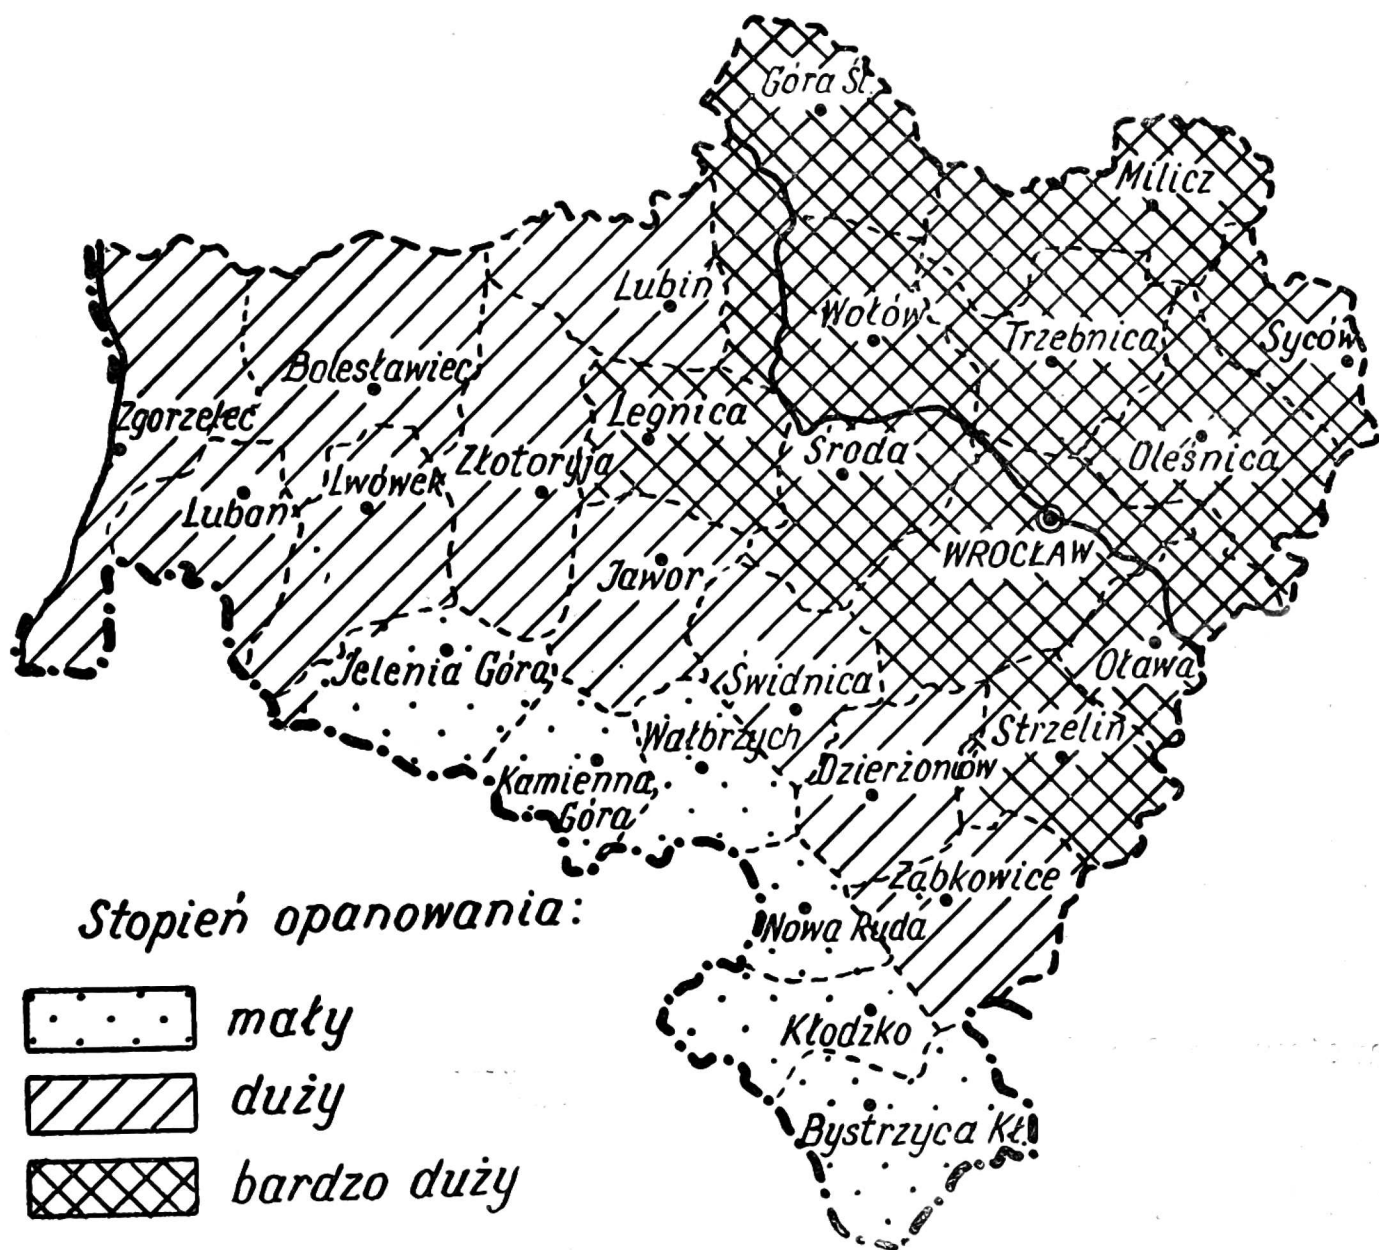 Góra Śl.
Milicz
Lubin
Wołów
Trzebnica
Syców
Bolesławiec
Zgorzelec
Legnica
Środa
Oleśnica
Złotoryja
Lwówek
Lubań
WROCŁAW
Jawor
Oława
Jelenia Góra
Świdnica
Strzelin
Wałbrzych
Dzierżoniów
Kamienna
Góra
Ząbkowice
Nowa Ruda
Kłodzko
Bystrzyca Kł.
Stopień opanowania:
mały
duży
bardzo duży